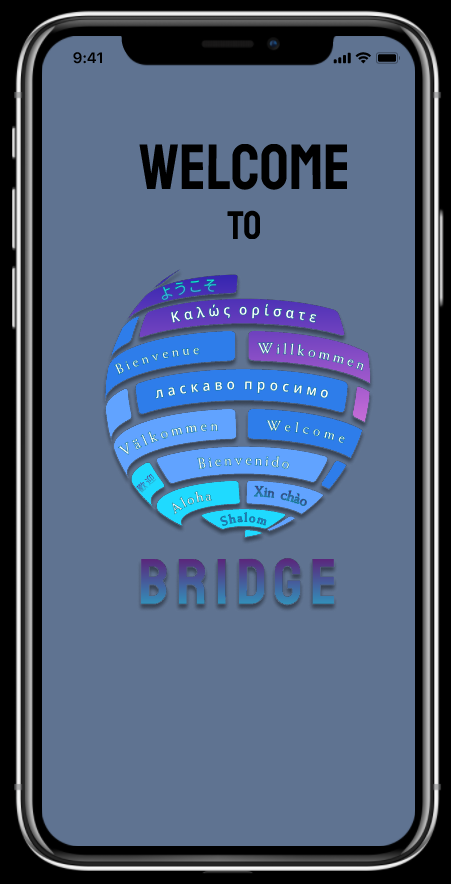 9:41
WELCOME
TO
ようこそ
Καλώς ορίσατε
Bienvenue
Willkommen
ласкаво просимо
Välkommen
Welcome
Bienvenido
Aloha
Xin chào
Shalom
BRIDGE